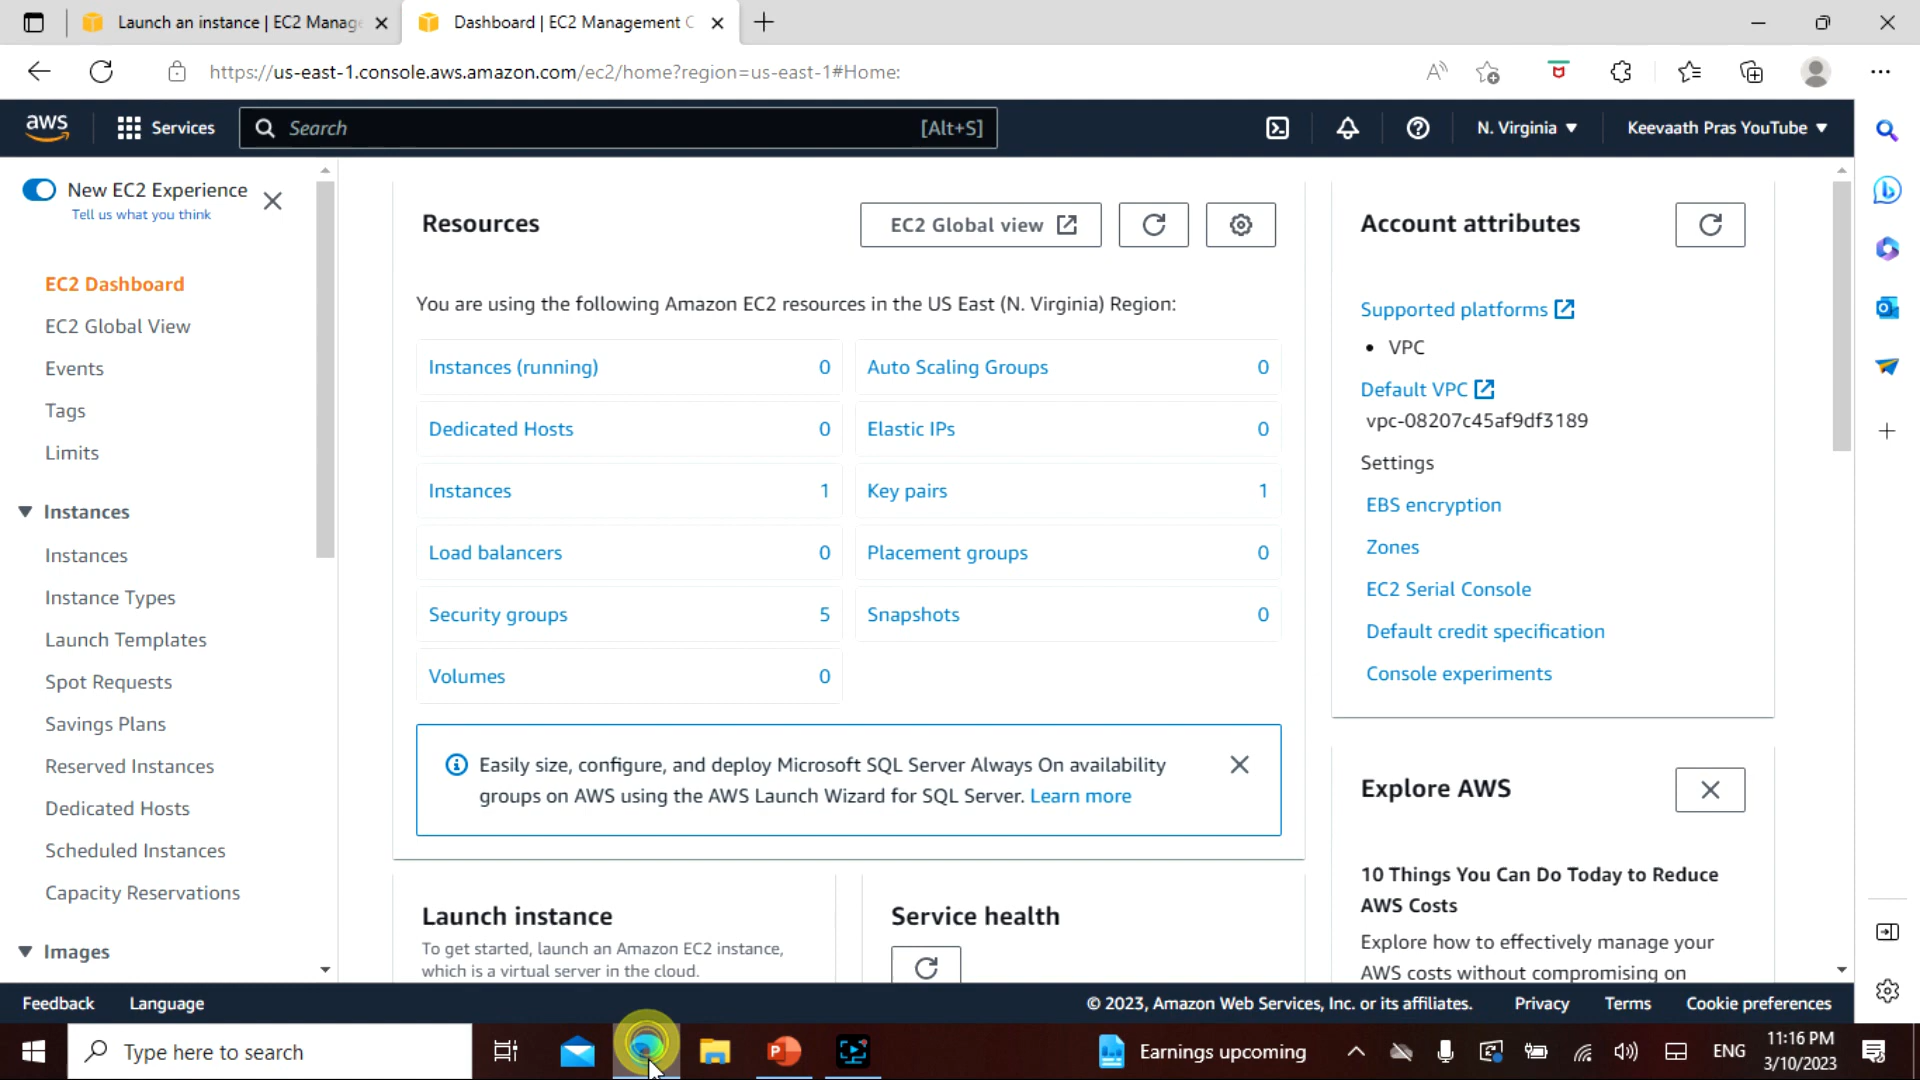 Launch an instance | EC2 Manage
Dashboard | EC2 Management C
https://us-east-1.console.aws.amazon.com/ec2/home?region=us-east-1#Home:
aws
Services
Search
[Alt+S]
N. Virginia
Keevaath Pras YouTube
New EC2 Experience
Tell us what you think
EC2 Dashboard
EC2 Global View
Events
Tags
Limits
Instances
Instances
Instance Types
Launch Templates
Spot Requests
Savings Plans
Reserved Instances
Dedicated Hosts
Scheduled Instances
Capacity Reservations
Images
Resources
EC2 Global view
You are using the following Amazon EC2 resources in the US East (N. Virginia) Region:
Instances (running) 0
Auto Scaling Groups 0
Dedicated Hosts 0
Elastic IPs 0
Instances 1
Key pairs 1
Load balancers 0
Placement groups 0
Security groups 5
Snapshots 0
Volumes 0
Easily size, configure, and deploy Microsoft SQL Server Always On availability
groups on AWS using the AWS Launch Wizard for SQL Server. Learn more
Launch instance
To get started, launch an Amazon EC2 instance,
which is a virtual server in the cloud.
Service health
Account attributes
Supported platforms
• VPC
Default VPC
vpc-08207c45af9df3189
Settings
EBS encryption
Zones
EC2 Serial Console
Default credit specification
Console experiments
Explore AWS
10 Things You Can Do Today to Reduce
AWS Costs
Explore how to effectively manage your
AWS costs without compromising on
Feedback
Language
© 2023, Amazon Web Services, Inc. or its affiliates.
Privacy
Terms
Cookie preferences
Type here to search
Earnings upcoming
ENG
11:16 PM
3/10/2023